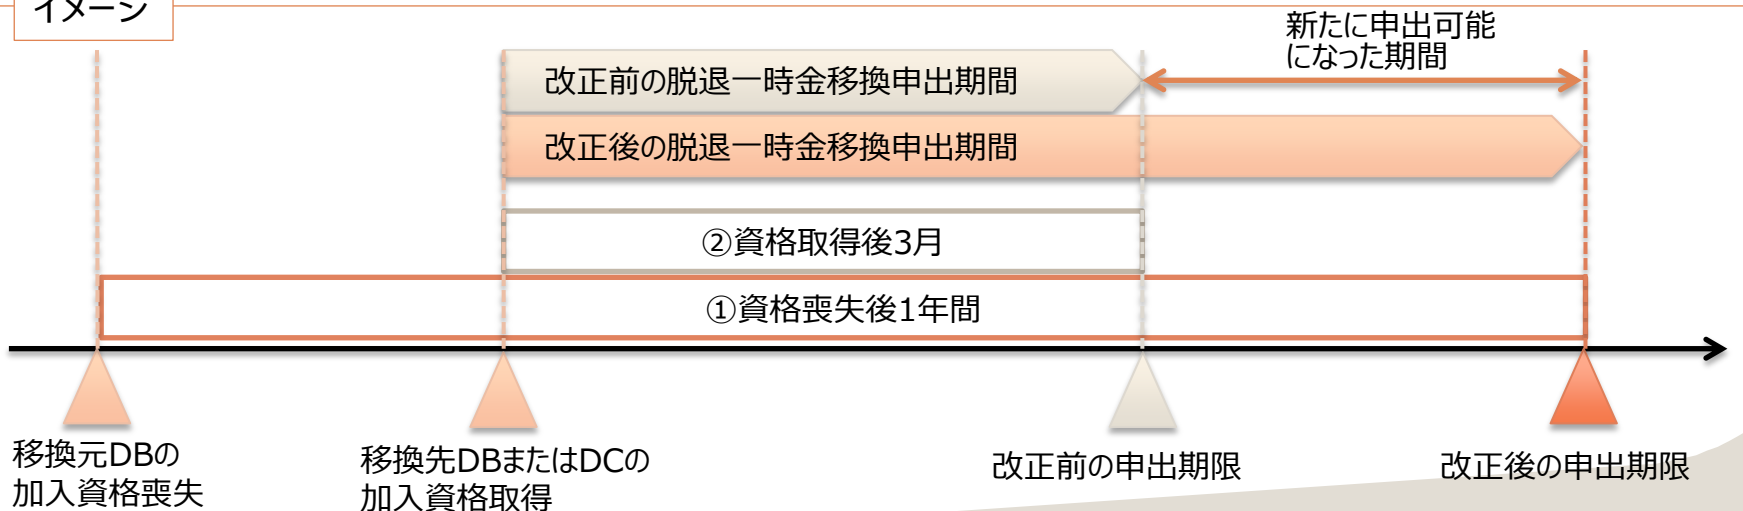 イメージ
新たに申出可能
になった期間
改正前の脱退一時金移換申出期間
改正後の脱退一時金移換申出期間
②資格取得後3月
①資格喪失後1年間
移換元DBの
加入資格喪失
移換先DBまたはDCの
加入資格取得
改正前の申出期限
改正後の申出期限